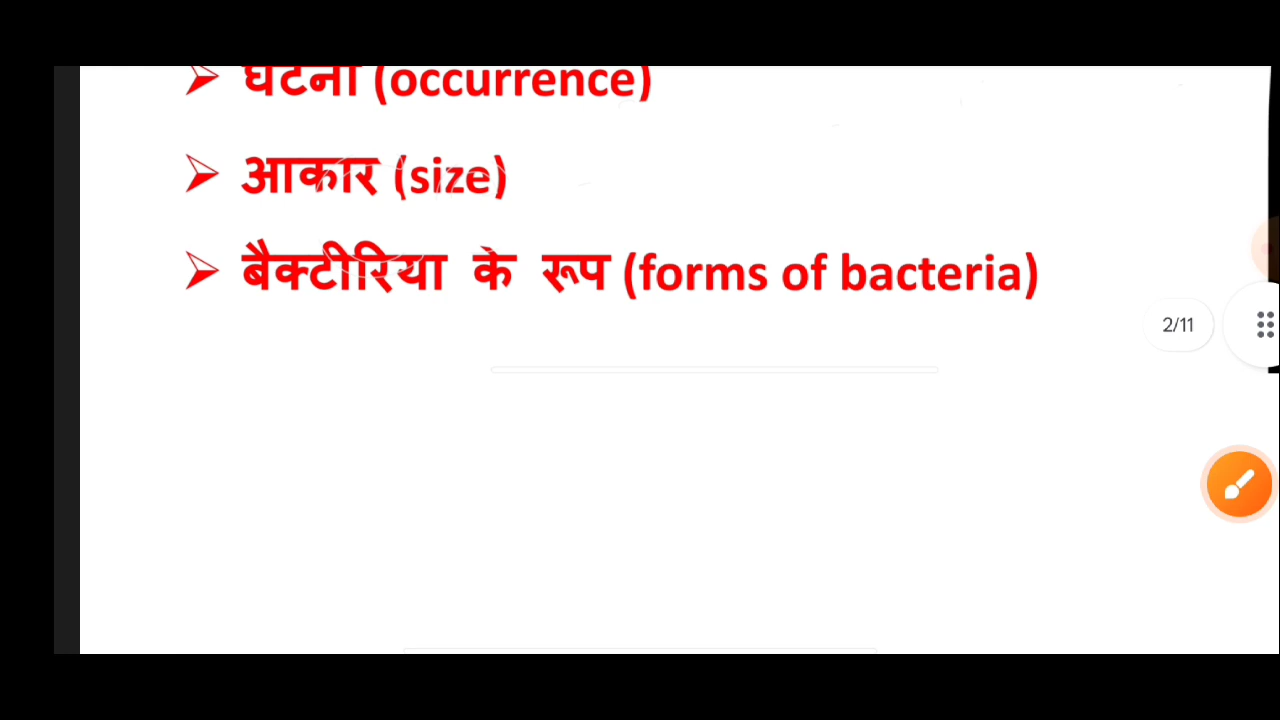 ➢ घटना (occurrence)
➢ आकार (size)
➢ बैक्टीरिया के रूप (forms of bacteria)
2/11